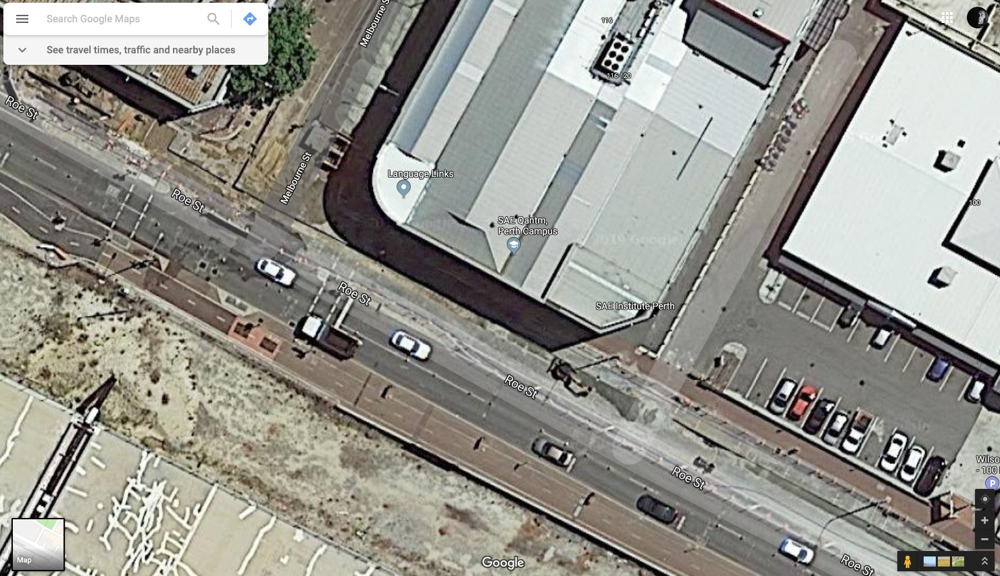 Search Google Maps
See travel times, traffic and nearby places
Melbourne S
116
116-120
Roe St
Melbourne St
Language Links
Roe St
SAE Qantm,
Perth Campus
2019 Google
100
Roe St
SAE Institute Perth
Roe St
Roe St
Wilso
- 100
P
Map
Google
Roe St